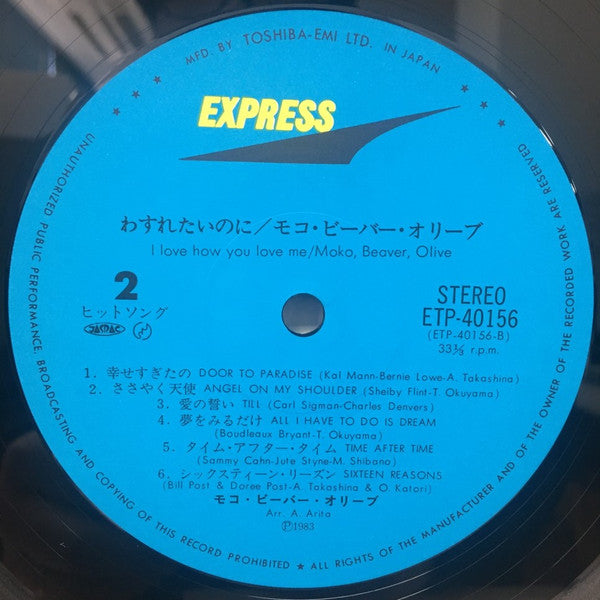 MFD. BY TOSHIBA-EMI LTD. IN JAPAN
EXPRESS
わすれたいのに／モコ・ビーバー・オリーブ
I love how you love me/Moko, Beaver, Olive
2
ヒットソング
JASRAC
STEREO
ETP-40156
(ETP-40156-B)
33⅓ r.p.m.
1. 幸せすぎたの DOOR TO PARADISE (Kal Mann-Bernie Lowe-A. Takashina)
2. ささやく天使 ANGEL ON MY SHOULDER (Shelby Flint-T. Okuyama)
3. 愛の誓い TILL (Carl Sigman-Charles Denvers)
4. 夢をみるだけ ALL I HAVE TO DO IS DREAM
(Boudleaux Bryant-T. Okuyama)
5. タイム・アフター・タイム TIME AFTER TIME
(Sammy Cahn-Jute Styne-M. Shibano)
6. シックスティーン・リーズン SIXTEEN REASONS
(Bill Post & Doree Post-A. Takashina & O. Katori)
モコ・ビーバー・オリーブ
Arr. A. Arito
Ⓟ1983
UNAUTHORIZED PUBLIC PERFORMANCE, BROADCASTING AND COPYING OF THIS RECORD PROHIBITED ★ ALL RIGHTS OF THE MANUFACTURER AND OF THE OWNER OF THE RECORDED WORK ARE RESERVED